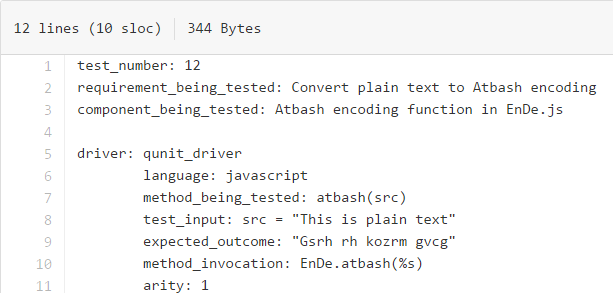 12 lines (10 sloc) 344 Bytes
1 test_number: 12
2 requirement_being_tested: Convert plain text to Atbash encoding
3 component_being_tested: Atbash encoding function in EnDe.js
4
5 driver: qunit_driver
6 language: javascript
7 method_being_tested: atbash(src)
8 test_input: src = "This is plain text"
9 expected_outcome: "Gsrh rh kozrm gvcg"
10 method_invocation: EnDe.atbash(%s)
11 arity: 1